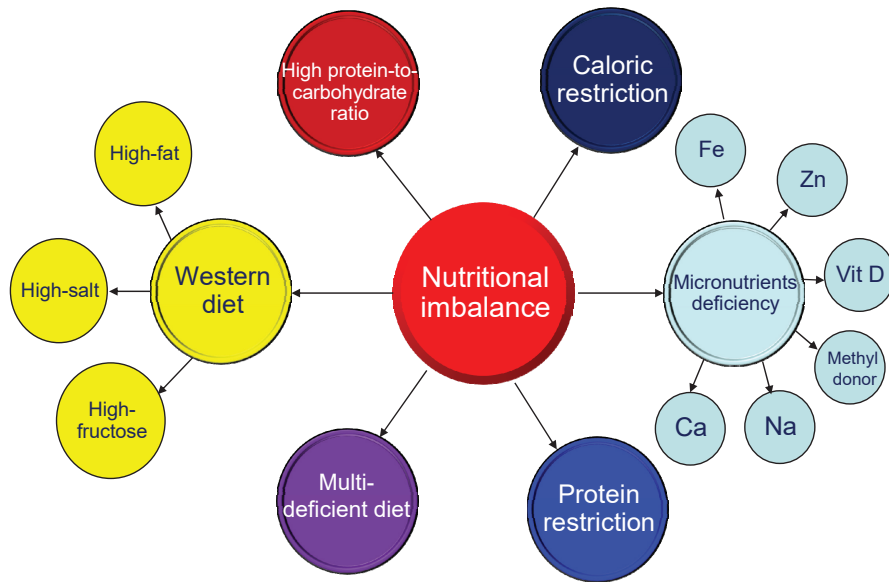 High protein-to-
carbohydrate
ratio
Caloric
restriction
High-fat
Fe
Zn
High-salt
Western
diet
Nutritional
imbalance
Micronutrients
deficiency
Vit D
High-
fructose
Methyl
donor
Ca
Na
Multi-
deficient diet
Protein
restriction